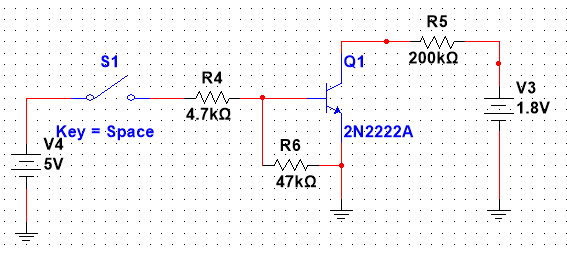 R5
200kΩ
S1
Q1
R4
4.7kΩ
V3
1.8V
Key = Space
2N2222A
V4
5V
R6
47kΩ